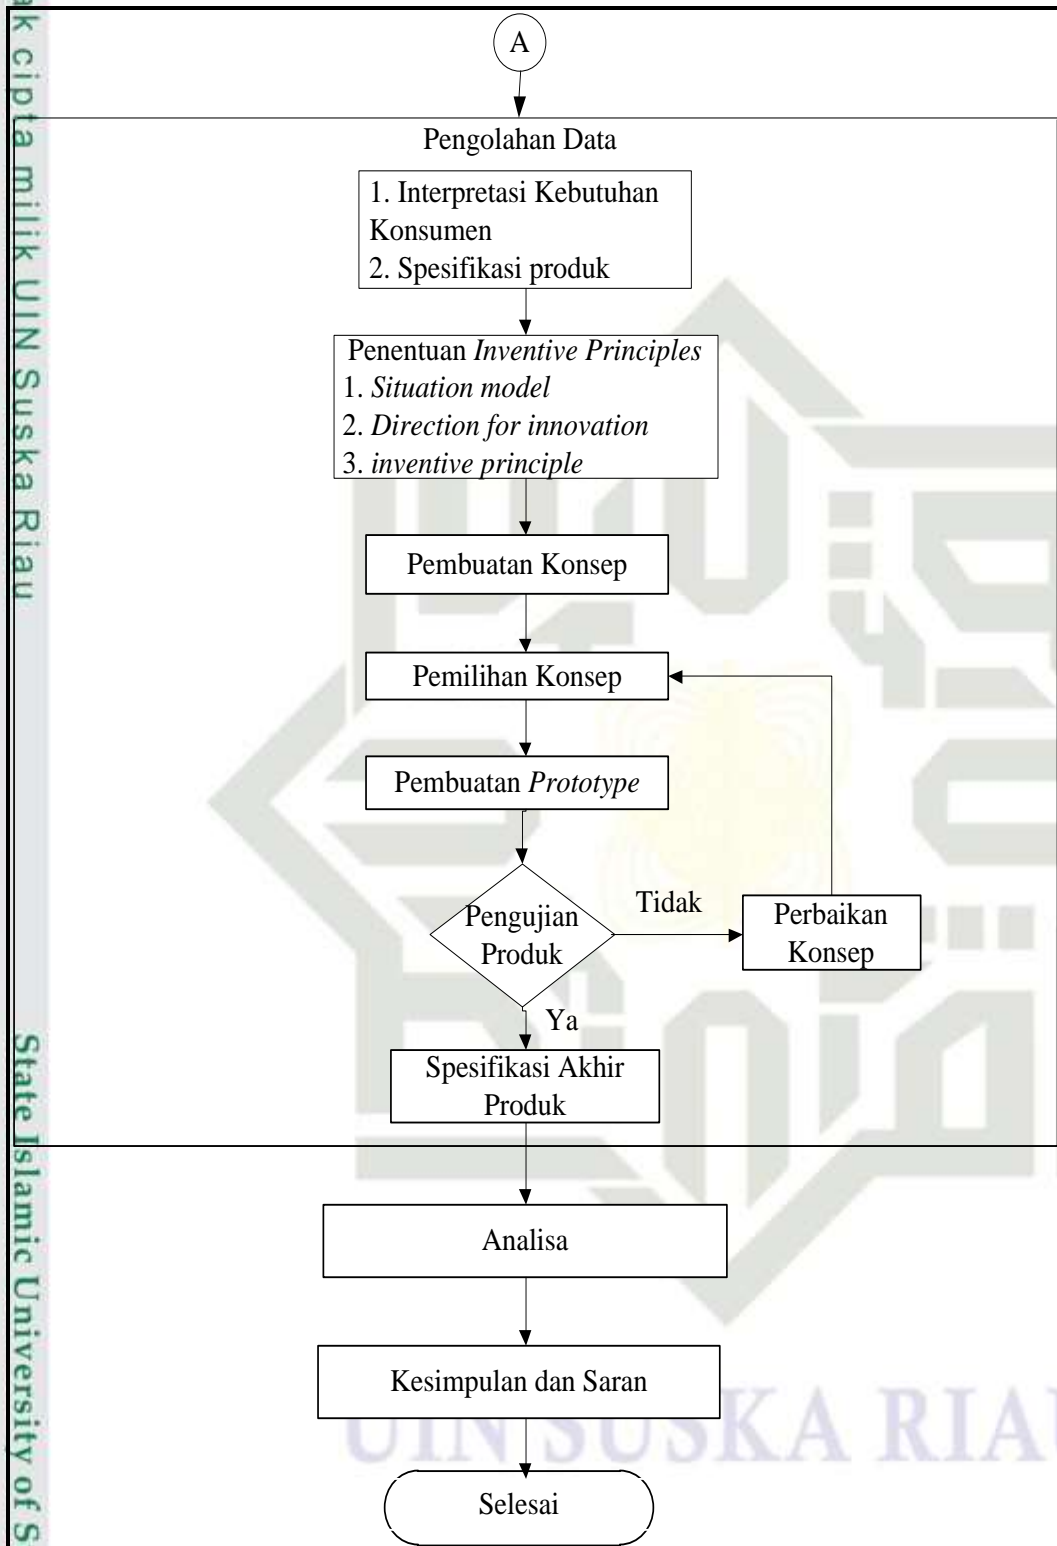 A
Pengolahan Data
1. Interpretasi Kebutuhan
Konsumen
2. Spesifikasi produk
Penentuan Inventive Principles
1. Situation model
2. Direction for innovation
3. inventive principle
Pembuatan Konsep
Pemilihan Konsep
Pembuatan Prototype
Pengujian
Produk
Tidak
Perbaikan
Konsep
Ya
Spesifikasi Akhir
Produk
Analisa
Kesimpulan dan Saran
Selesai
UIN SUSKA RIAU
ak cipta milik UIN Suska Riau
State Islamic University of S